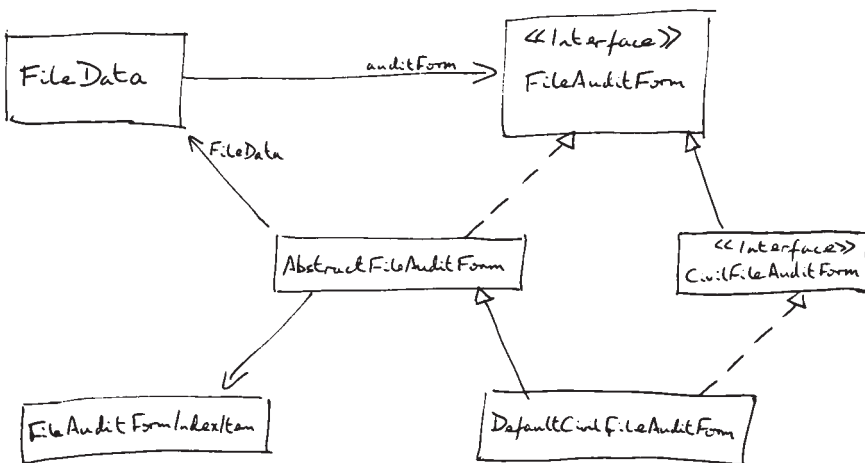 <<Interface>>
FileAuditForm
FileData
auditForm
FileData
AbstractFileAuditForm
<<Interface>>
CivilFileAuditForm
FileAuditFormIndexItem
DefaultCivilFileAuditForm